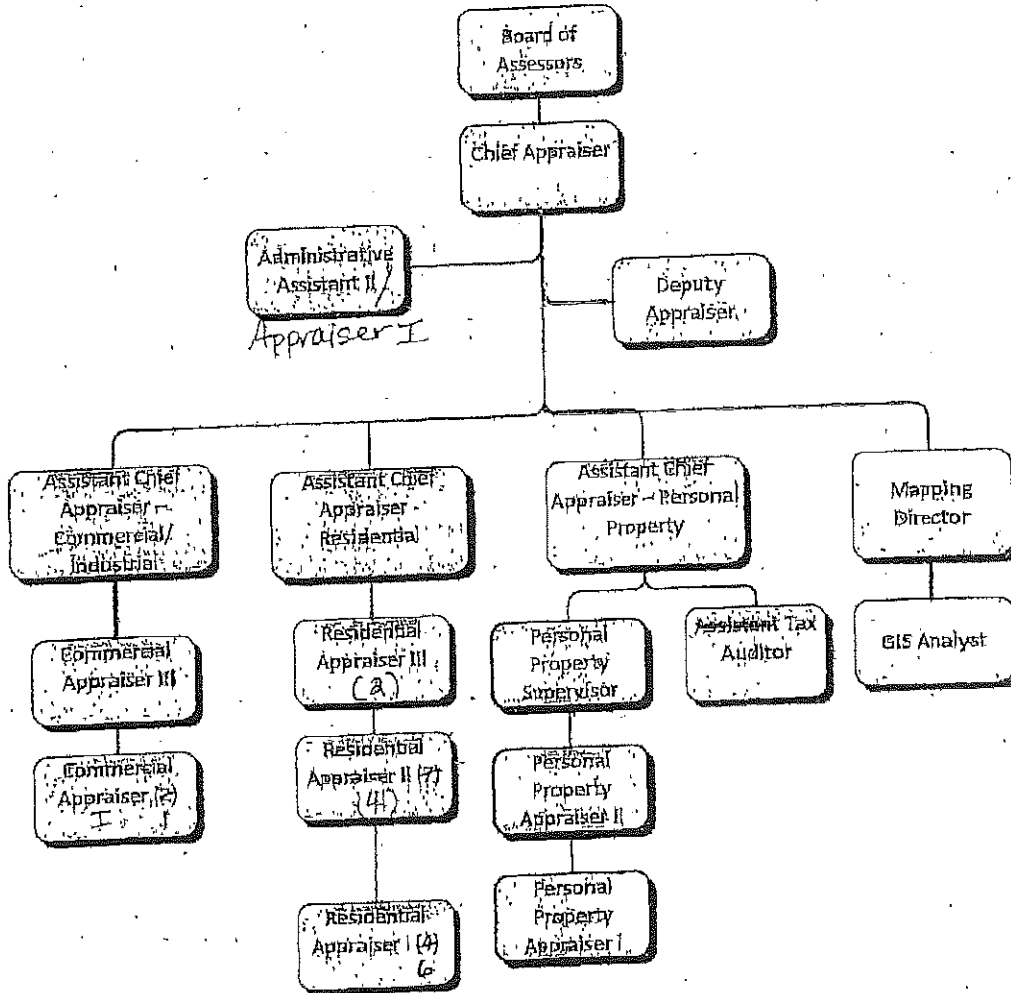 Board of
Assessors
Chief Appraiser
Administrative
Assistant II/
Appraiser I
Deputy
Appraiser
Assistant Chief
Appraiser –
Commercial/
Industrial
Assistant Chief
Appraiser -
Residential
Assistant Chief
Appraiser – Personal
Property
Mapping
Director
Commercial
Appraiser III
Residential
Appraiser III
(2)
Personal
Property
Supervisor
Assistant Tax
Auditor
GIS Analyst
Commercial
Appraiser (2)
I 1
Residential
Appraiser II (7)
(4)
Personal
Property
Appraiser II
Residential
Appraiser I (4)
6
Personal
Property
Appraiser I